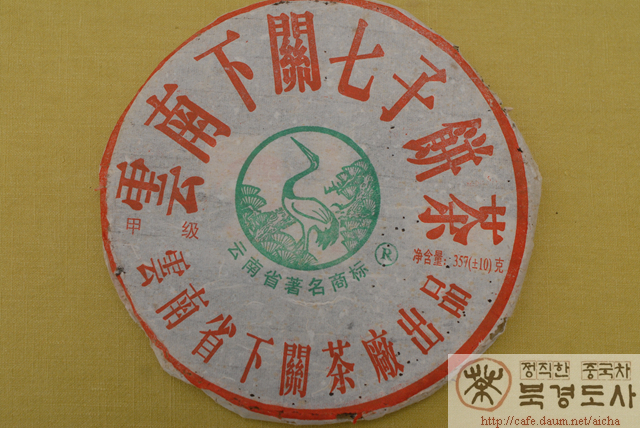 雲南下關七子餅茶
甲级
云南省著名商标
R
净含量：357(±10)克
雲南省下關茶廠出品
茶
정직한 중국차
북경도사
http://cafe.daum.net/aicha